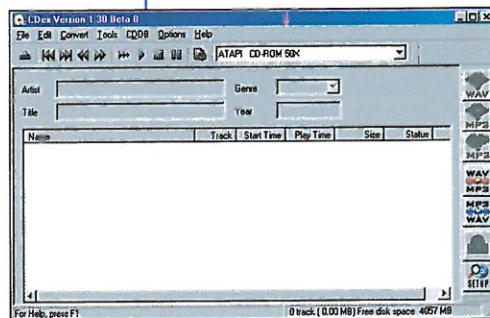 CDex Version 1.30 Beta 8
File Edit Convert Tools CDDB Options Help
ATAPI CD-ROM 50X
Artist Genre
Title Year
Name Track Start Time Play Time Size Status
WAV
MP3
MP3
WAV
MP3
MP3
WAV
SETUP
For Help, press F1 0 track ( 0.00 MB) Free disk space 4057 MB